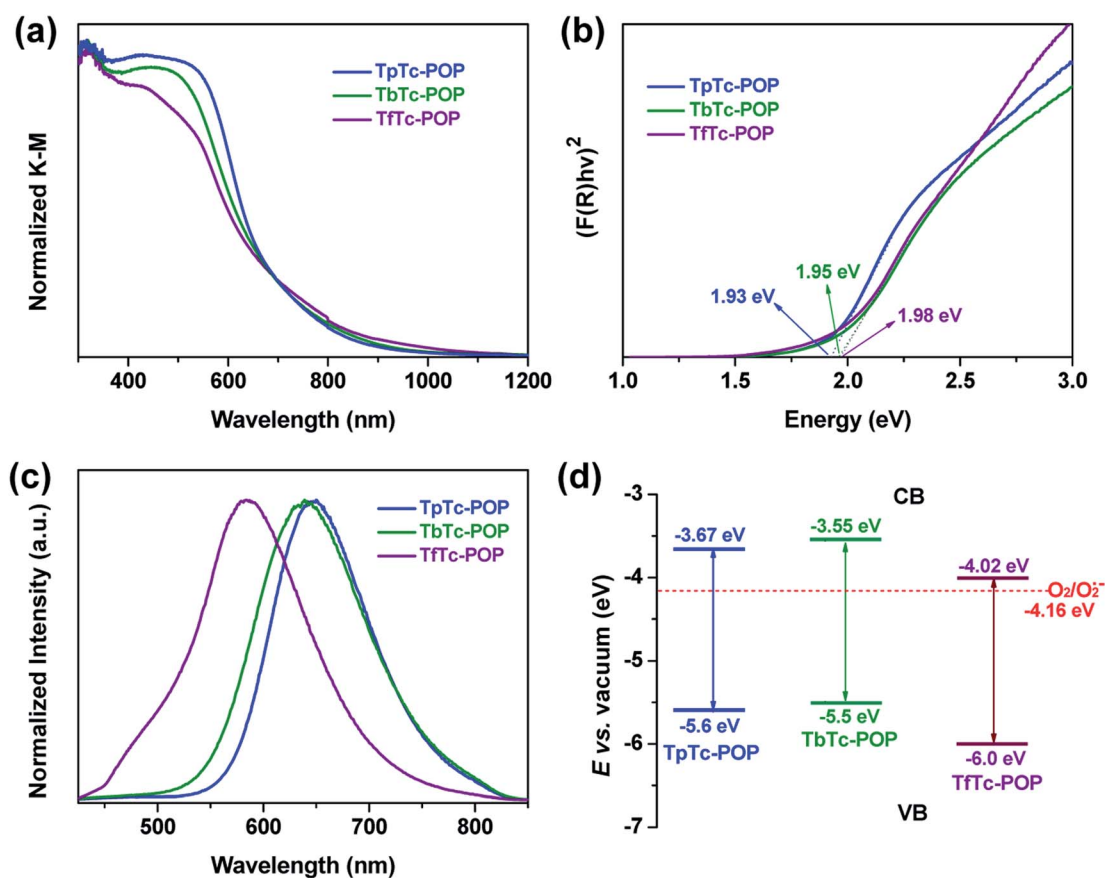 (a)
TpTc-POP
TbTc-POP
TfTc-POP
Normalized K-M
400 600 800 1000 1200
Wavelength (nm)
(b)
TpTc-POP
TbTc-POP
TfTc-POP
(F(R)hv)²
1.95 eV
1.93 eV
1.98 eV
1.0 1.5 2.0 2.5 3.0
Energy (eV)
(c)
TpTc-POP
TbTc-POP
TfTc-POP
Normalized Intensity (a.u.)
500 600 700 800
Wavelength (nm)
(d)
E vs. vacuum (eV)
-3
-4
-5
-6
-7
CB
-3.67 eV
-3.55 eV
-4.02 eV
O₂/O₂·⁻
-4.16 eV
-5.6 eV
TpTc-POP
-5.5 eV
TbTc-POP
-6.0 eV
TfTc-POP
VB